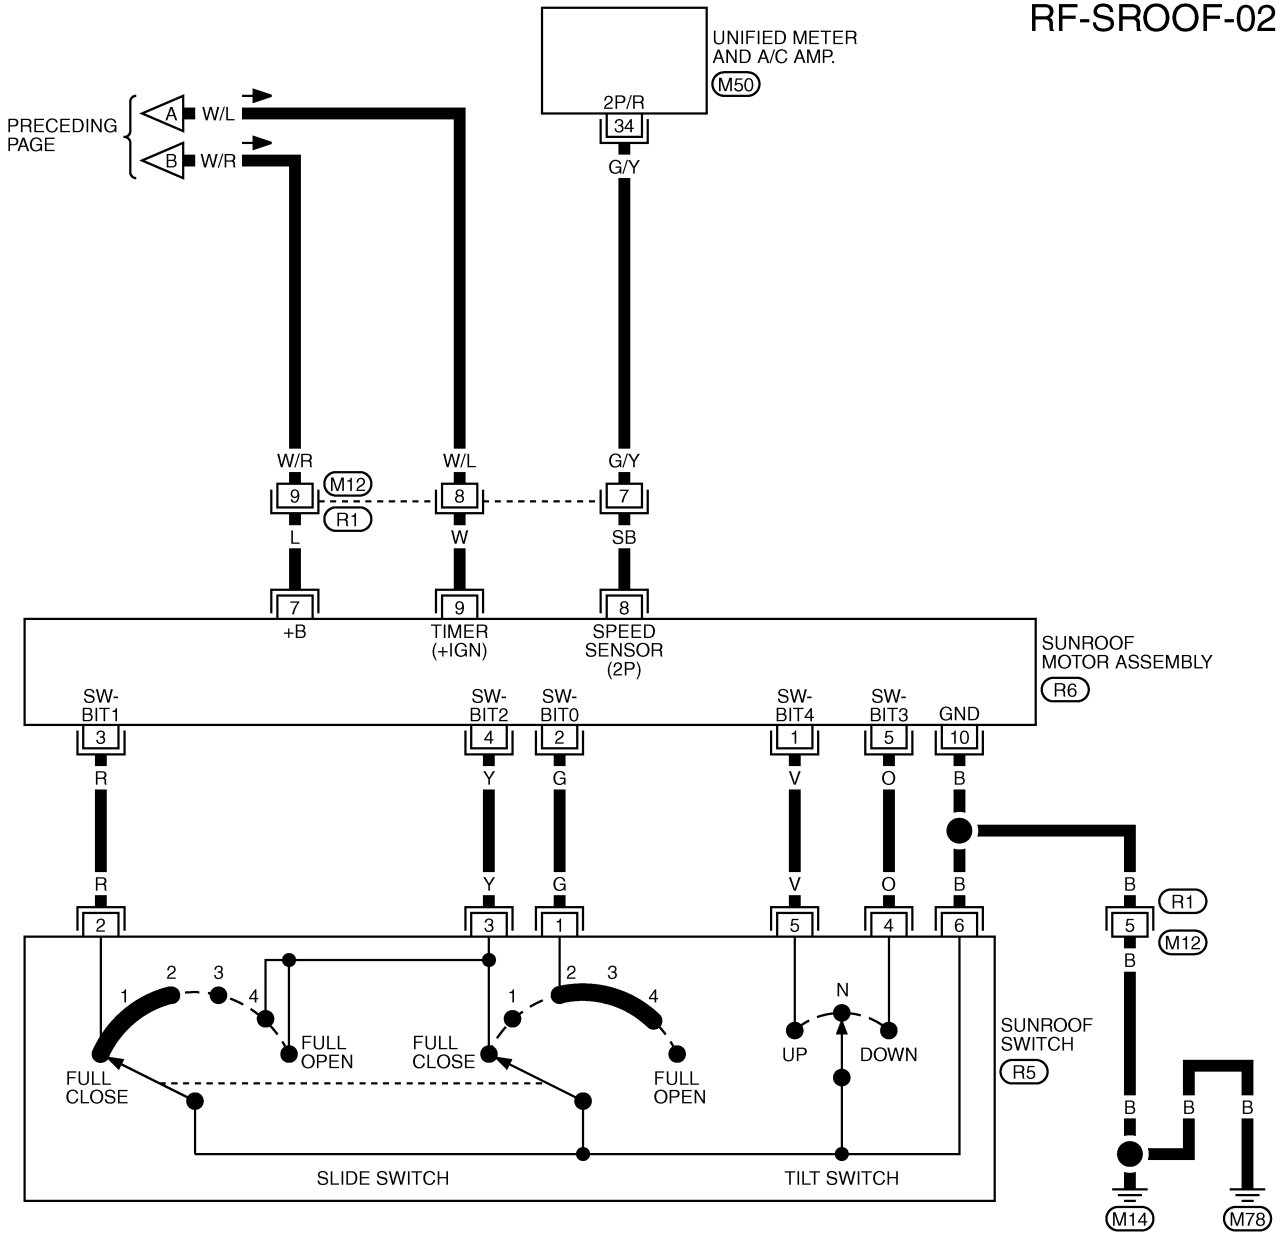 RF-SROOF-02
UNIFIED METER
AND A/C AMP.
M50
2P/R
34
G/Y
PRECEDING
PAGE
A W/L
B W/R
W/R W/L G/Y
9 M12 8 7
R1
L W SB
7 9 8
+B TIMER SPEED
(+IGN) SENSOR
(2P)
SUNROOF
MOTOR ASSEMBLY
R6
SW- SW- SW- SW- SW-
BIT1 BIT2 BIT0 BIT4 BIT3 GND
3 4 2 1 5 10
R Y G V O B
R Y G V O B B
R1
2 3 1 5 4 6 5
M12
B
1 2 3 4
FULL
OPEN
FULL
CLOSE
FULL
CLOSE
1 2 3 4
FULL
OPEN
N
UP DOWN
SUNROOF
SWITCH
R5
B B B
SLIDE SWITCH TILT SWITCH
M14 M78